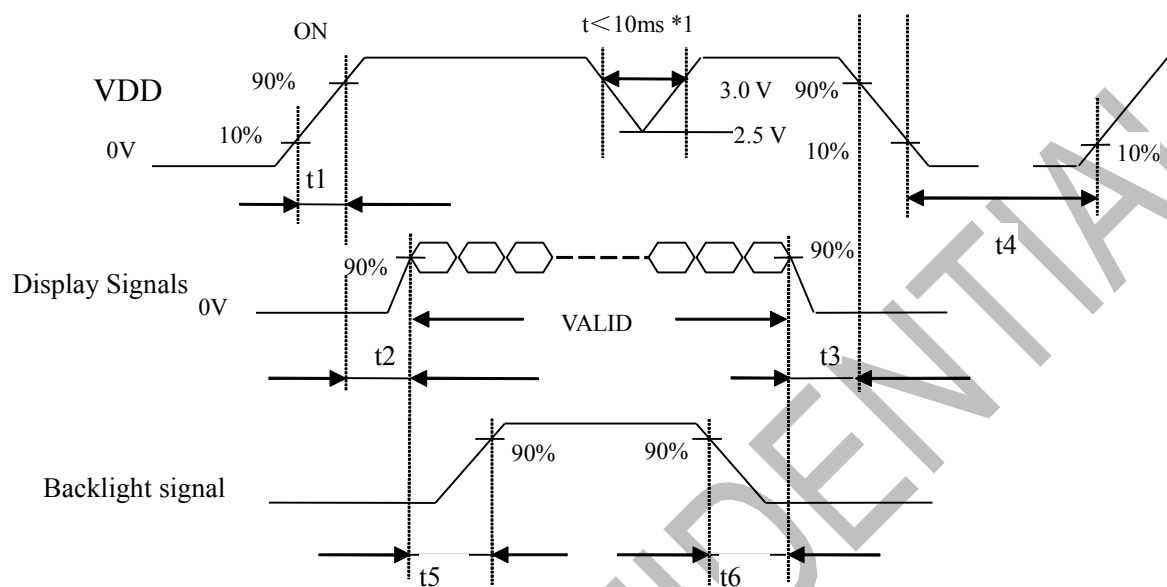 t＜10ms *1
ON
90%
VDD
3.0 V
90%
10%
2.5 V
0V
10%
10%
t1
t4
90%
90%
Display Signals
0V
VALID
t2
t3
90%
90%
Backlight signal
t5
t6
IDENTIAL